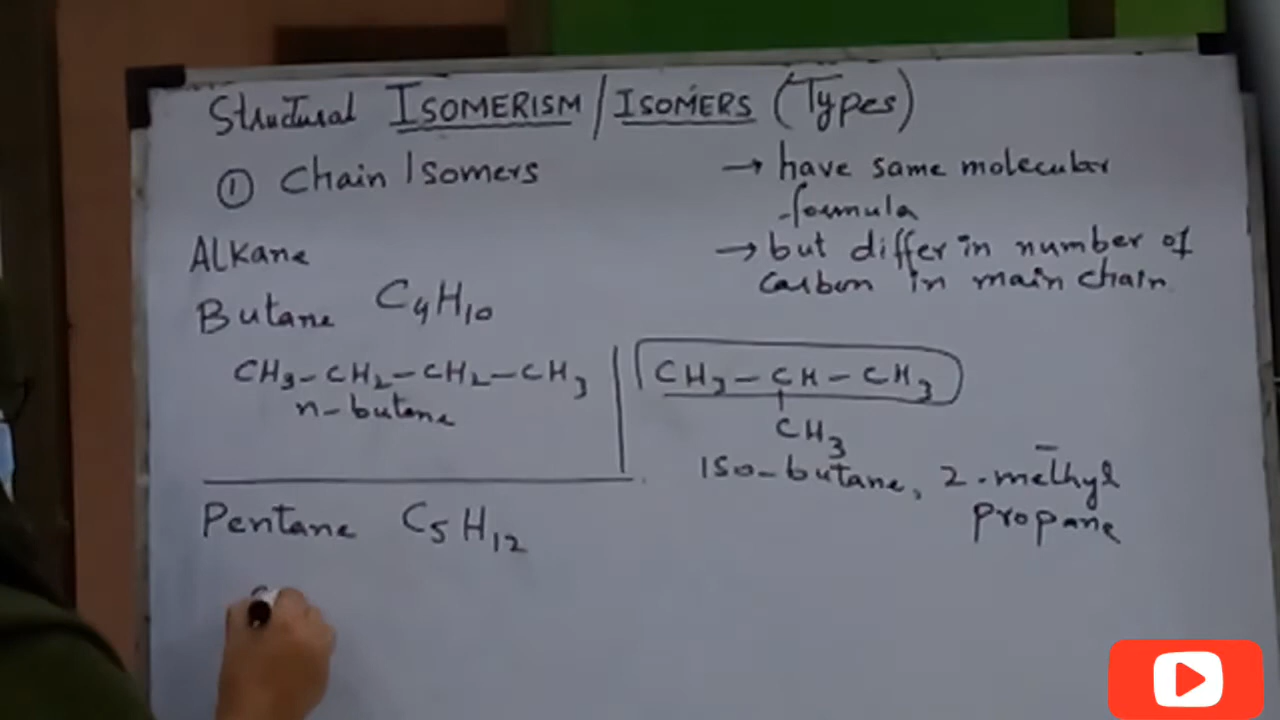 Structural ISOMERISM / ISOMERS (Types)
① Chain Isomers
→ have same molecular
formula
→ but differ in number of
carbon in main chain
Alkane
Butane C₄H₁₀
CH₃-CH₂-CH₂-CH₃
n-butane
CH₃-CH-CH₃
CH₃
Iso-butane, 2-methyl
propane
Pentane C₅H₁₂